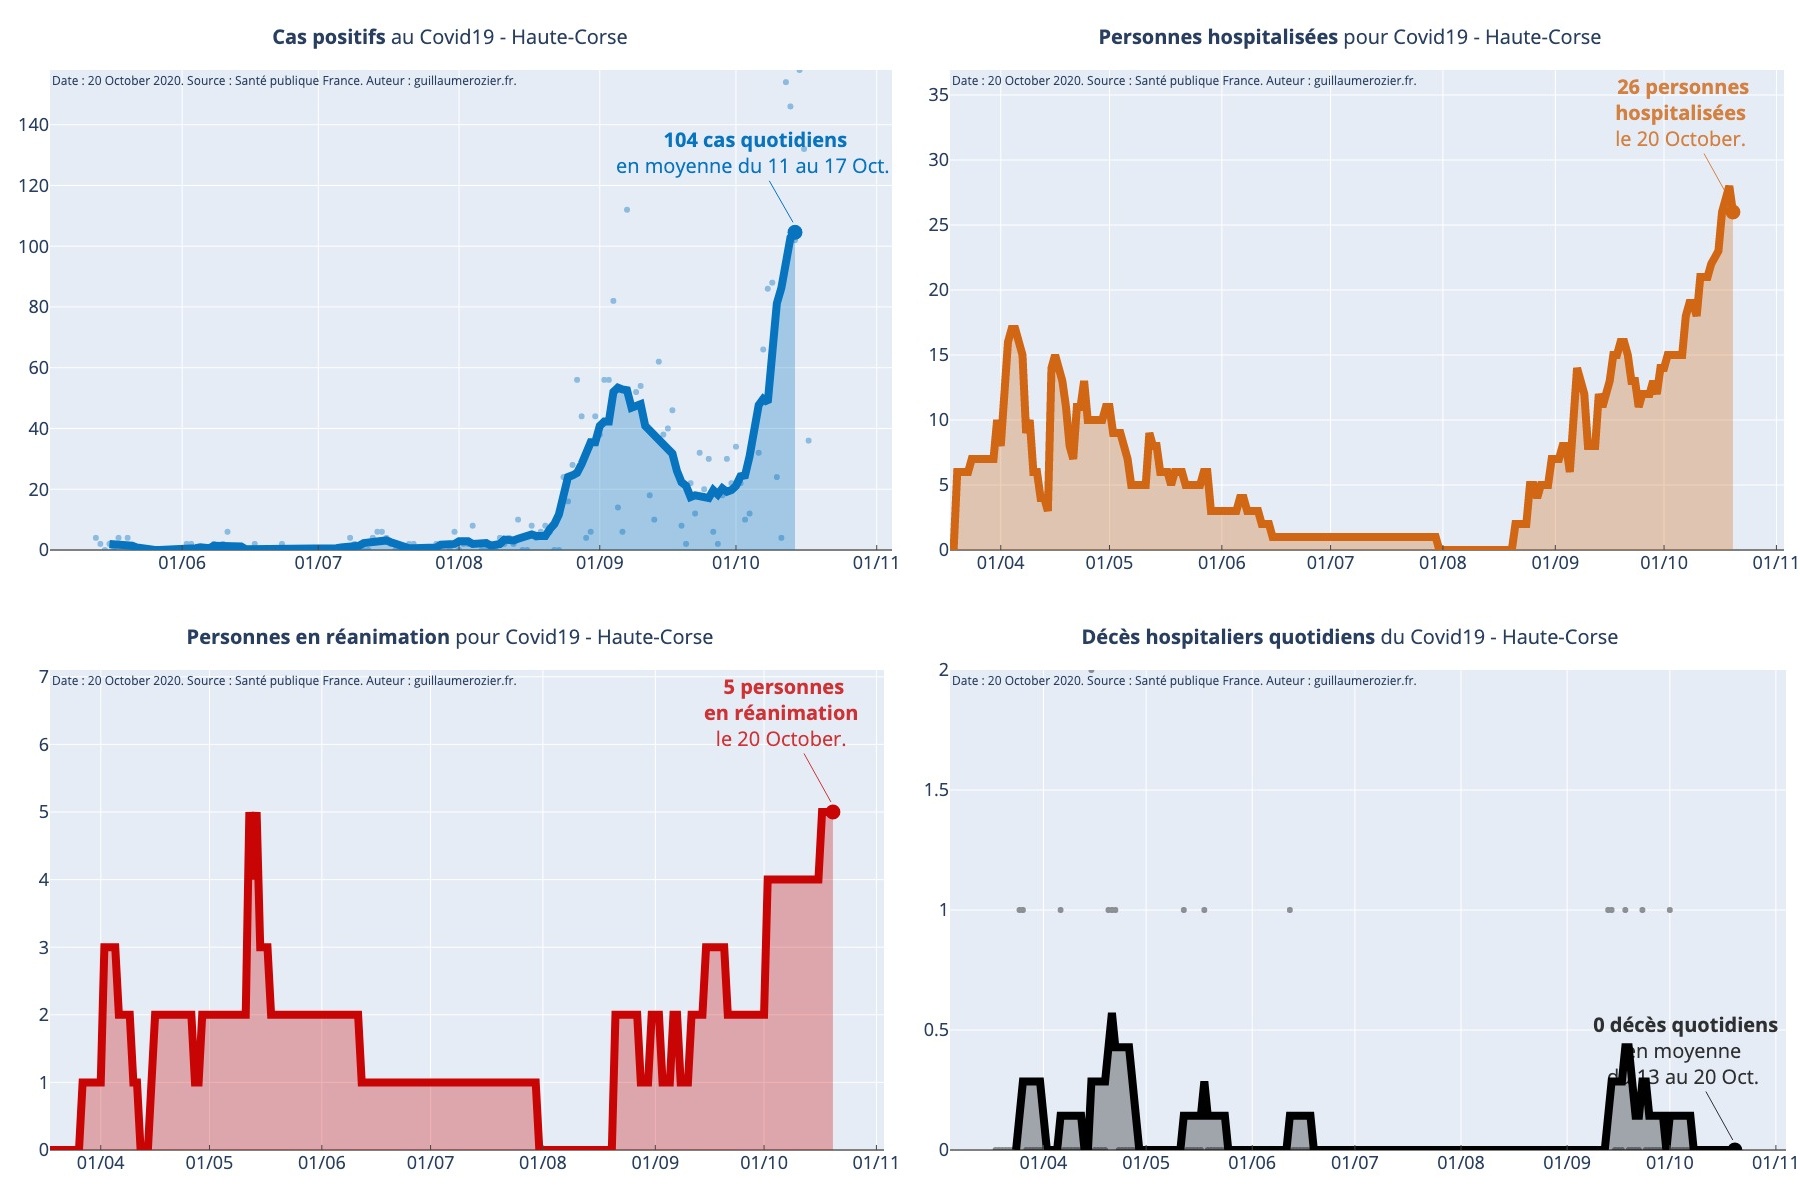 Cas positifs au Covid19 - Haute-Corse
Date : 20 October 2020. Source : Santé publique France. Auteur : guillaumerozier.fr.
104 cas quotidiens
en moyenne du 11 au 17 Oct.
140
120
100
80
60
40
20
0
01/06 01/07 01/08 01/09 01/10 01/11
Personnes hospitalisées pour Covid19 - Haute-Corse
Date : 20 October 2020. Source : Santé publique France. Auteur : guillaumerozier.fr.
26 personnes
hospitalisées
le 20 October.
35
30
25
20
15
10
5
0
01/04 01/05 01/06 01/07 01/08 01/09 01/10 01/11
Personnes en réanimation pour Covid19 - Haute-Corse
Date : 20 October 2020. Source : Santé publique France. Auteur : guillaumerozier.fr.
5 personnes
en réanimation
le 20 October.
7
6
5
4
3
2
1
0
01/04 01/05 01/06 01/07 01/08 01/09 01/10 01/11
Décès hospitaliers quotidiens du Covid19 - Haute-Corse
Date : 20 October 2020. Source : Santé publique France. Auteur : guillaumerozier.fr.
2
1.5
1
0.5
0
0 décès quotidiens
en moyenne
du 13 au 20 Oct.
01/04 01/05 01/06 01/07 01/08 01/09 01/10 01/11